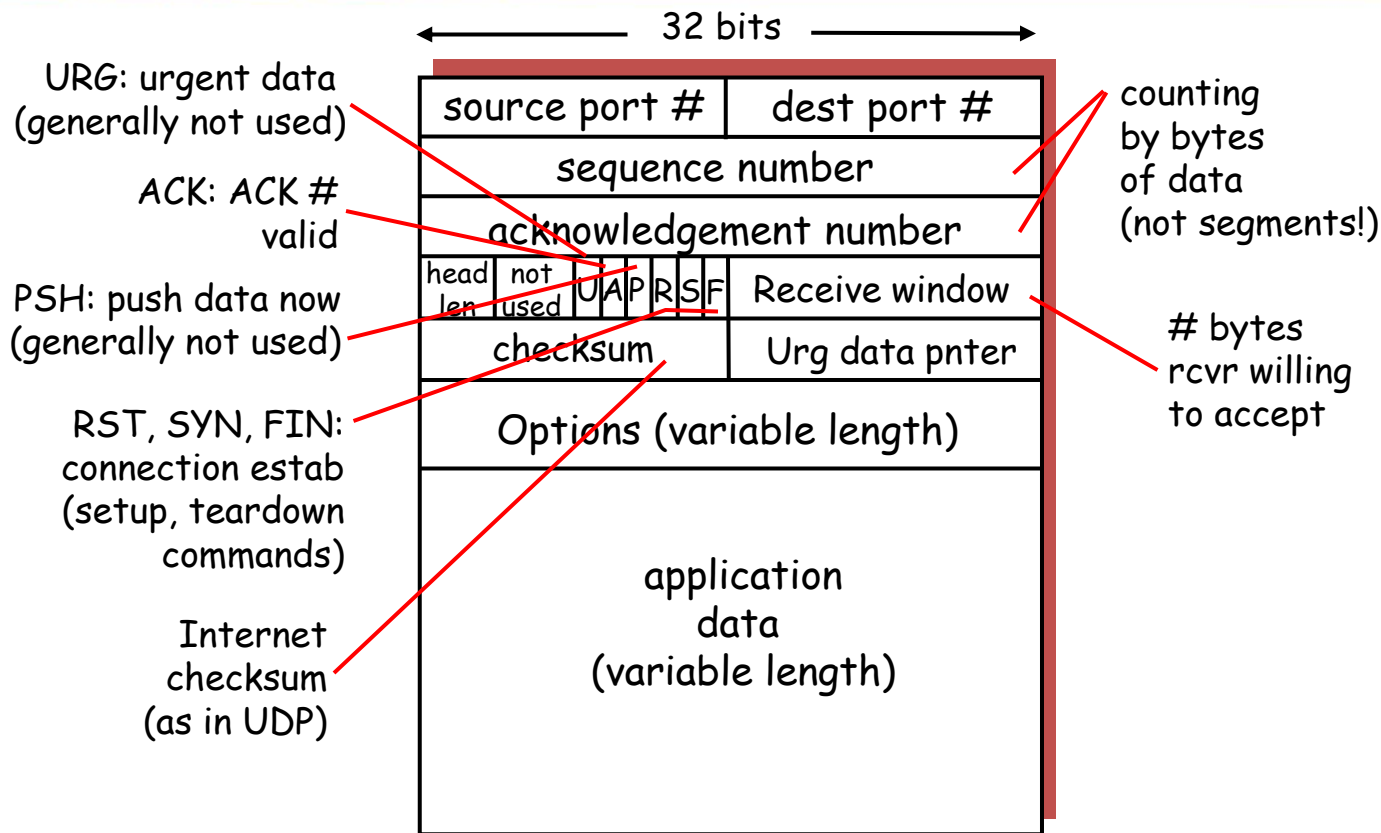 32 bits
URG: urgent data
(generally not used)
ACK: ACK #
valid
PSH: push data now
(generally not used)
RST, SYN, FIN:
connection estab
(setup, teardown
commands)
Internet
checksum
(as in UDP)
source port #
dest port #
sequence number
acknowledgement number
head
len
not
used
U
A
P
R
S
F
Receive window
checksum
Urg data pnter
Options (variable length)
application
data
(variable length)
counting
by bytes
of data
(not segments!)
# bytes
rcvr willing
to accept